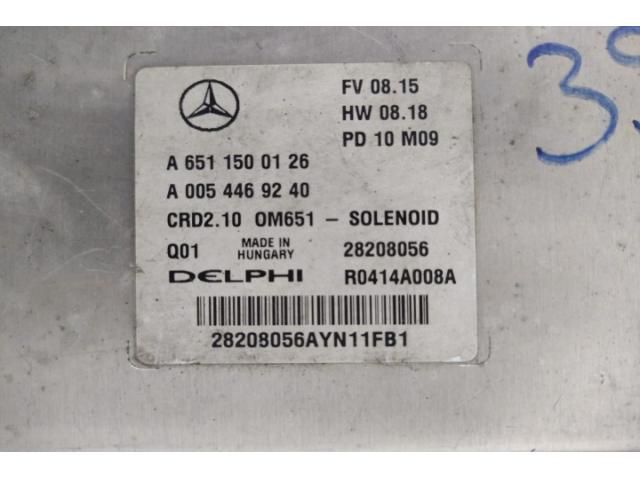 FV 08.15
HW 08.18
PD 10 M09
A 651 150 01 26
A 005 446 92 40
CRD2.10 OM651 – SOLENOID
Q01 MADE IN HUNGARY 28208056
DELPHI R0414A008A
28208056AYN11FB1
3